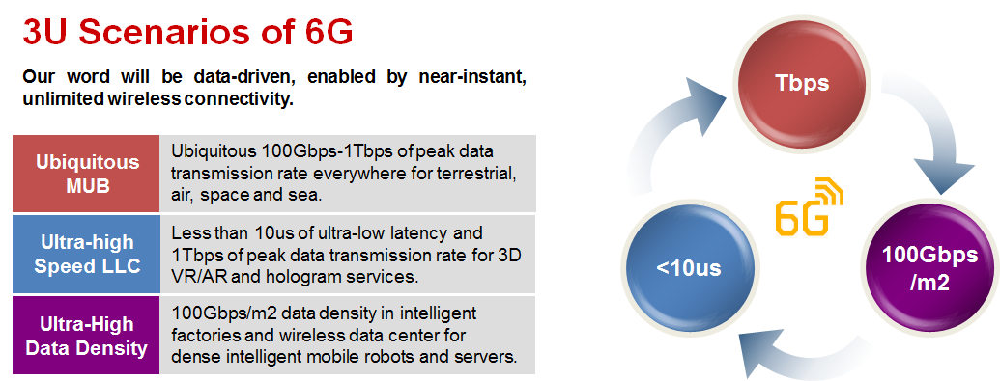 3U Scenarios of 6G
Our word will be data-driven, enabled by near-instant,
unlimited wireless connectivity.
Ubiquitous
MUB
Ubiquitous 100Gbps-1Tbps of peak data
transmission rate everywhere for terrestrial,
air, space and sea.
Ultra-high
Speed LLC
Less than 10us of ultra-low latency and
1Tbps of peak data transmission rate for 3D
VR/AR and hologram services.
Ultra-High
Data Density
100Gbps/m2 data density in intelligent
factories and wireless data center for
dense intelligent mobile robots and servers.
Tbps
6G
<10us
100Gbps
/m2